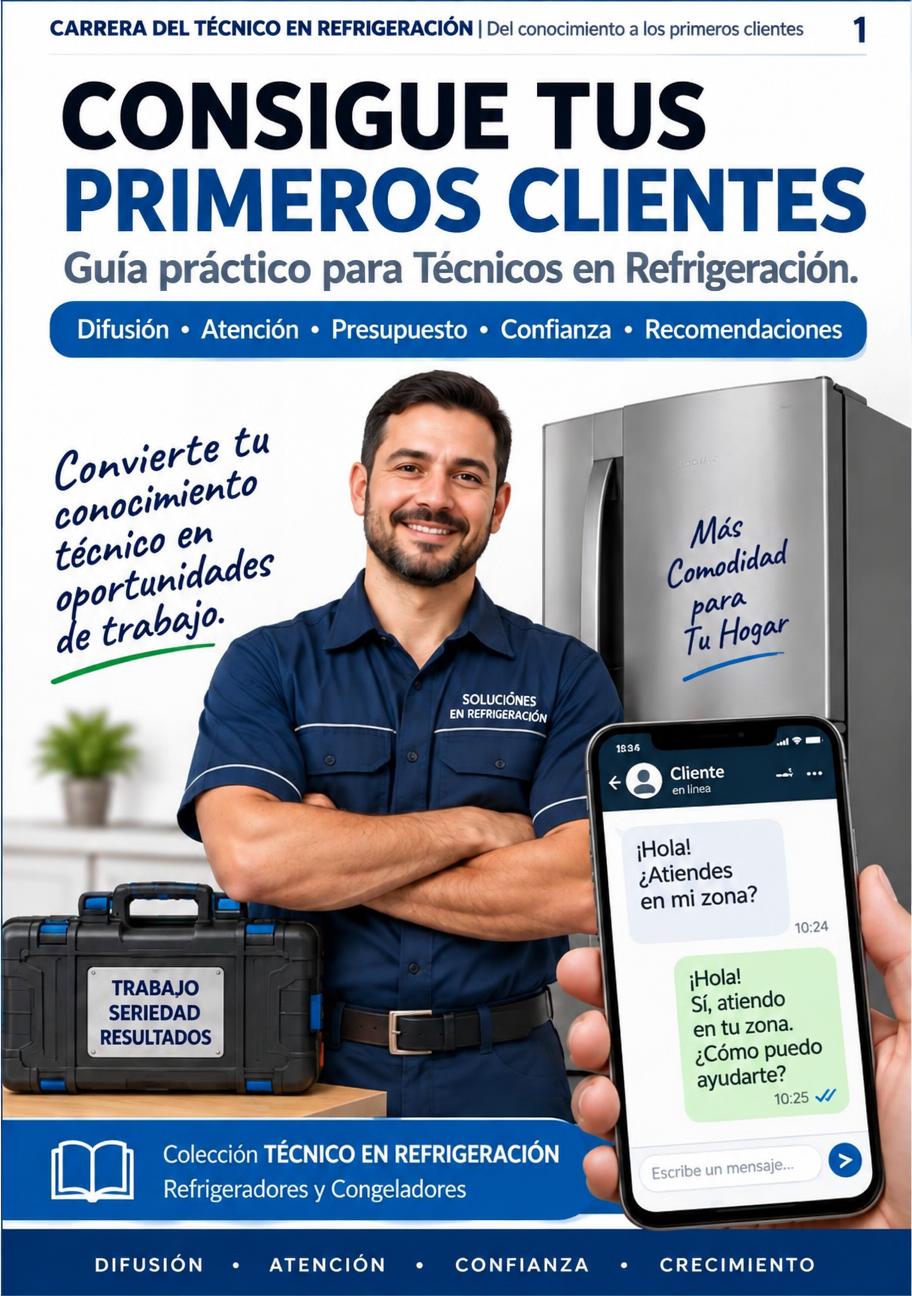 CARRERA DEL TÉCNICO EN REFRIGERACIÓN | Del conocimiento a los primeros clientes 1
CONSIGUE TUS
PRIMEROS CLIENTES
Guía práctico para Técnicos en Refrigeración.
Difusión • Atención • Presupuesto • Confianza • Recomendaciones
Convierte tu
conocimiento
técnico en
oportunidades
de trabajo.
Más
Comodidad
para
Tu Hogar
SOLUCIÓNES
EN REFRIGERACIÓN
Cliente
en linea
¡Hola!
¿Atiendes
en mi zona?
10:24
¡Hola!
Sí, atiendo
en tu zona.
¿Cómo puedo
ayudarte?
10:25
Escribe un mensaje...
TRABAJO
SERIEDAD
RESULTADOS
Colección TÉCNICO EN REFRIGERACIÓN
Refrigeradores y Congeladores
DIFUSIÓN • ATENCIÓN • CONFIANZA • CRECIMIENTO